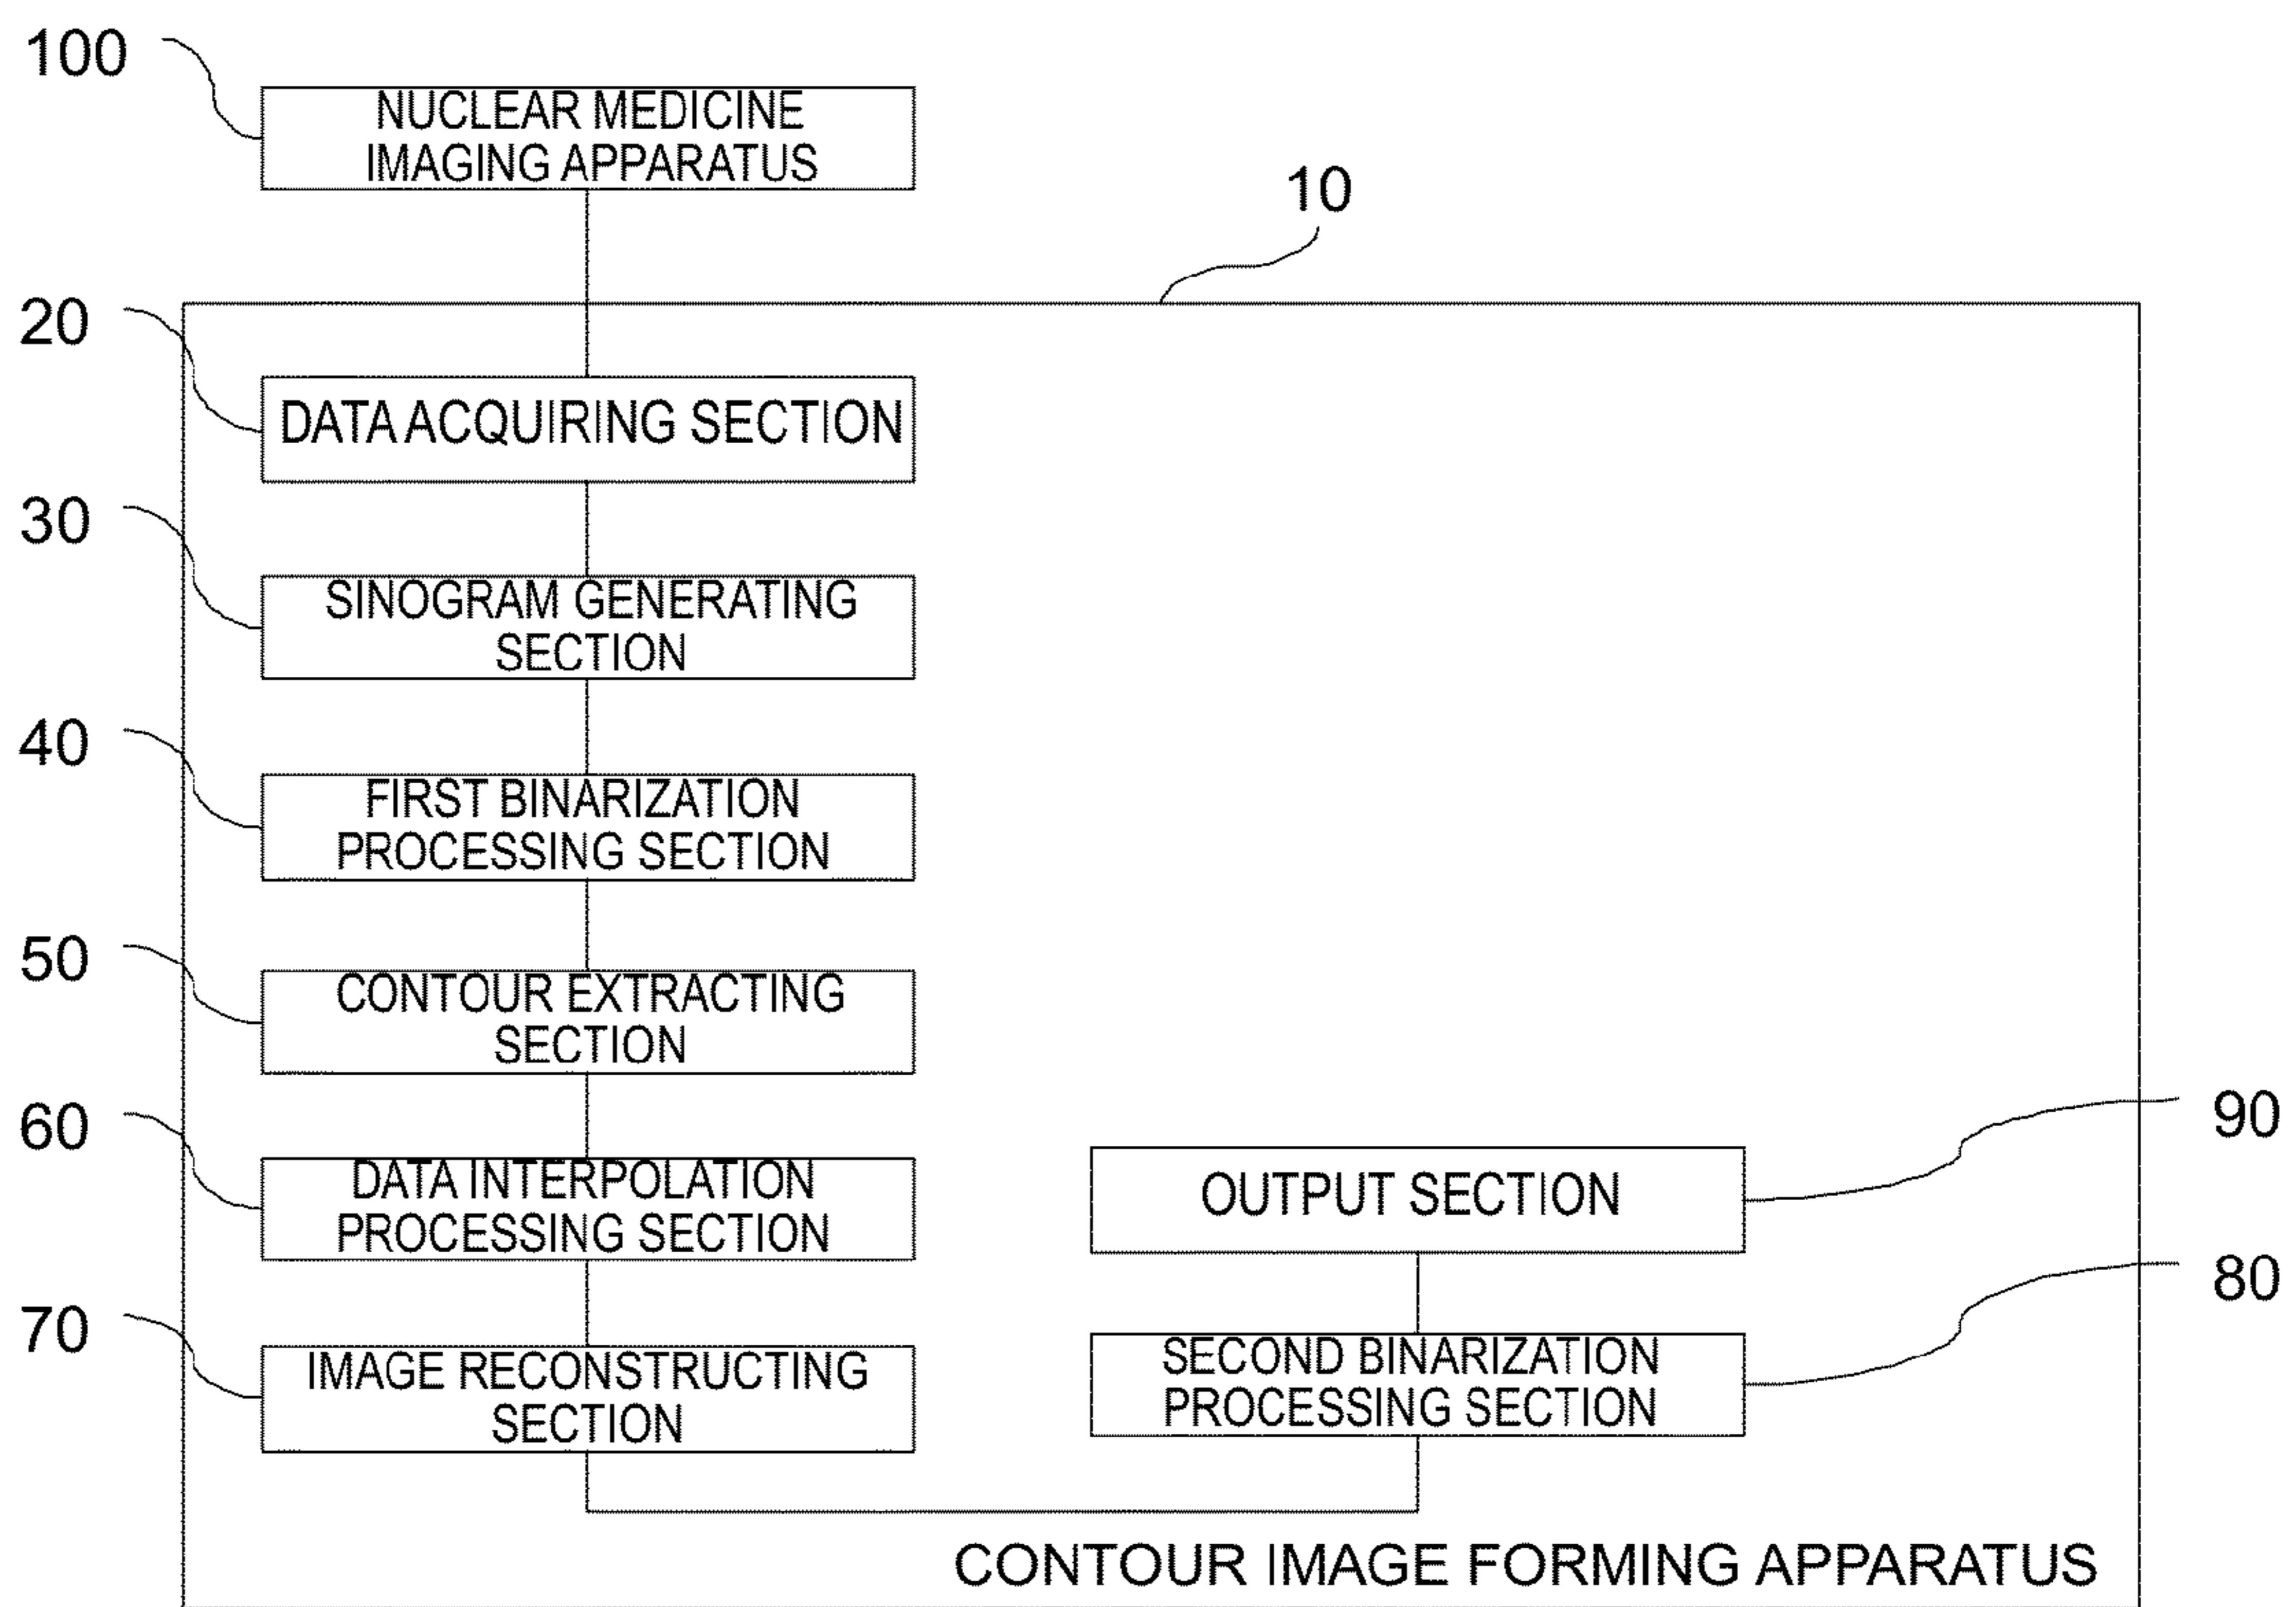 100
NUCLEAR MEDICINE
IMAGING APPARATUS
10
20
DATA ACQUIRING SECTION
30
SINOGRAM GENERATING
SECTION
40
FIRST BINARIZATION
PROCESSING SECTION
50
CONTOUR EXTRACTING
SECTION
60
DATA INTERPOLATION
PROCESSING SECTION
70
IMAGE RECONSTRUCTING
SECTION
OUTPUT SECTION
90
SECOND BINARIZATION
PROCESSING SECTION
80
CONTOUR IMAGE FORMING APPARATUS